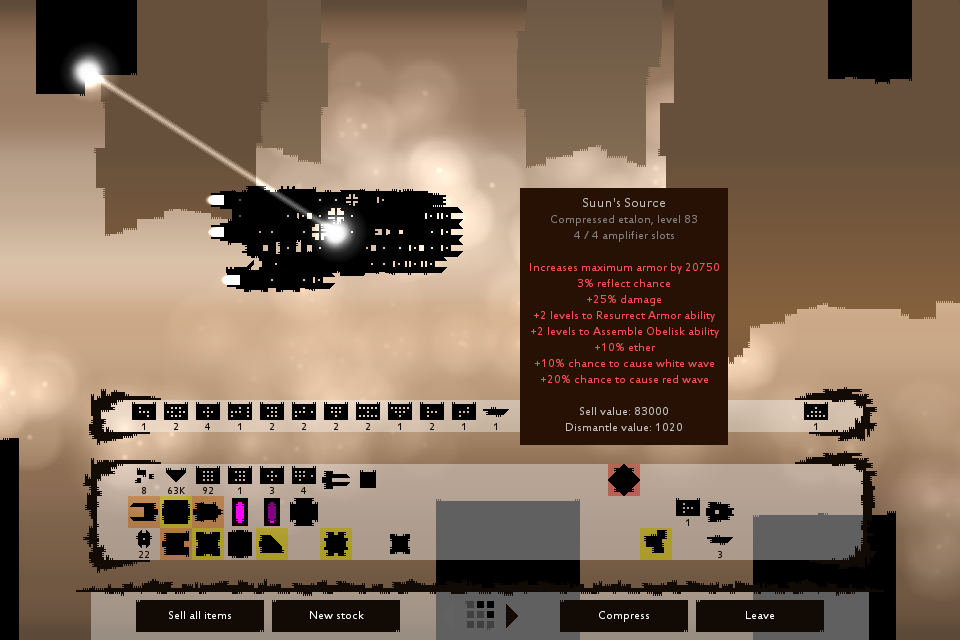 Suun's Source
Compressed etalon, level 83
4 / 4 amplifier slots
Increases maximum armor by 20750
3% reflect chance
+25% damage
+2 levels to Resurrect Armor ability
+2 levels to Assemble Obelisk ability
+10% ether
+10% chance to cause white wave
+20% chance to cause red wave
Sell value: 83000
Dismantle value: 1020
1 2 4 1 2 2 2 2 1 2 1 1 1
8 63K 92 1 3 4
1
22 3
Sell all items New stock Compress Leave